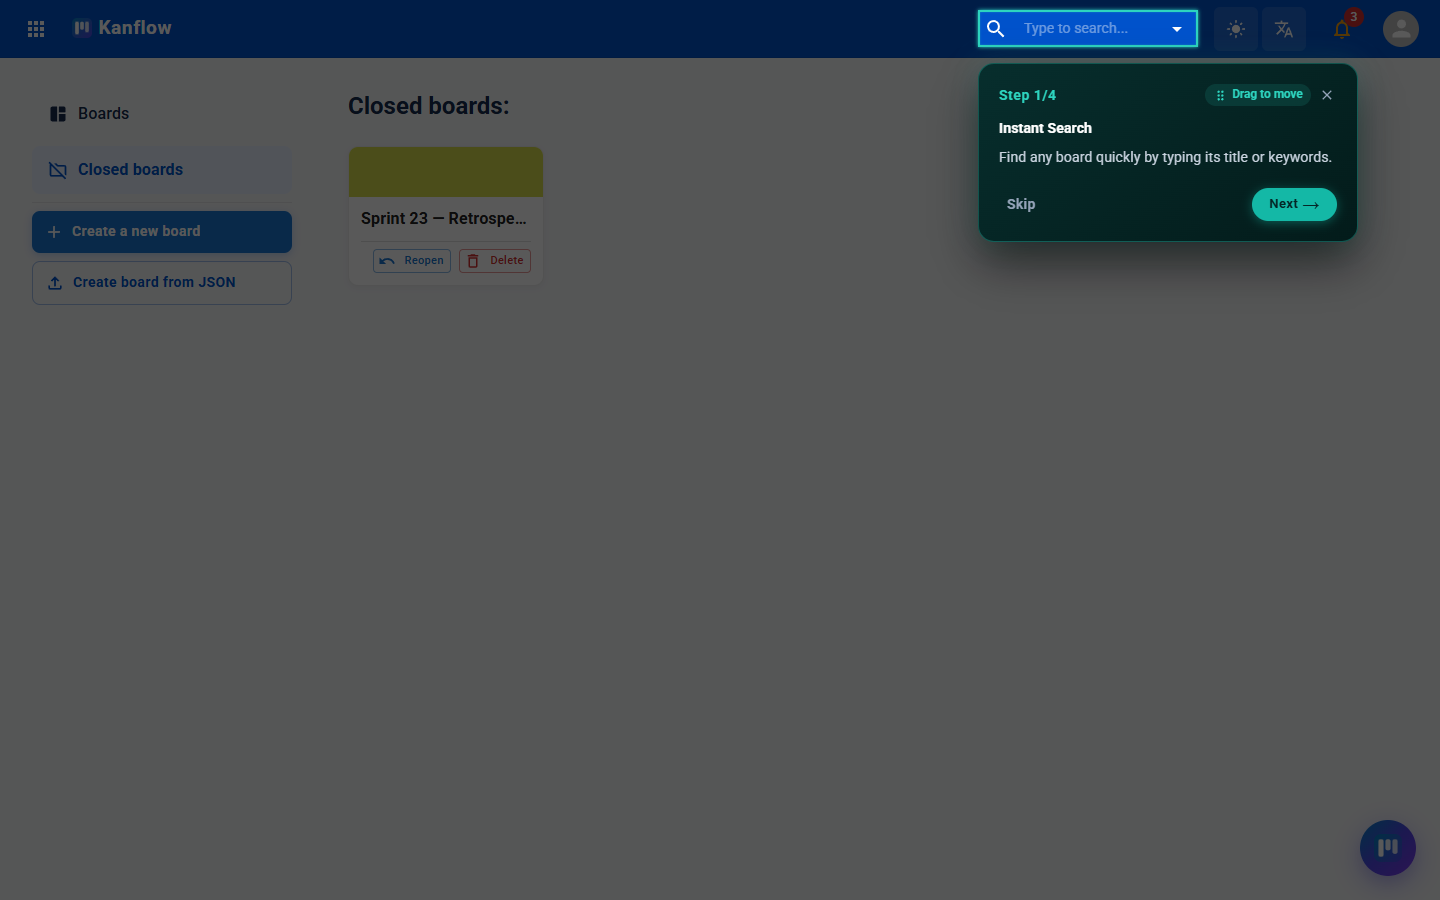 Kanflow
Type to search...
3
Boards
Closed boards
Create a new board
Create board from JSON
Closed boards:
Sprint 23 — Retrospe...
Reopen
Delete
Step 1/4
Drag to move
Instant Search
Find any board quickly by typing its title or keywords.
Skip
Next →